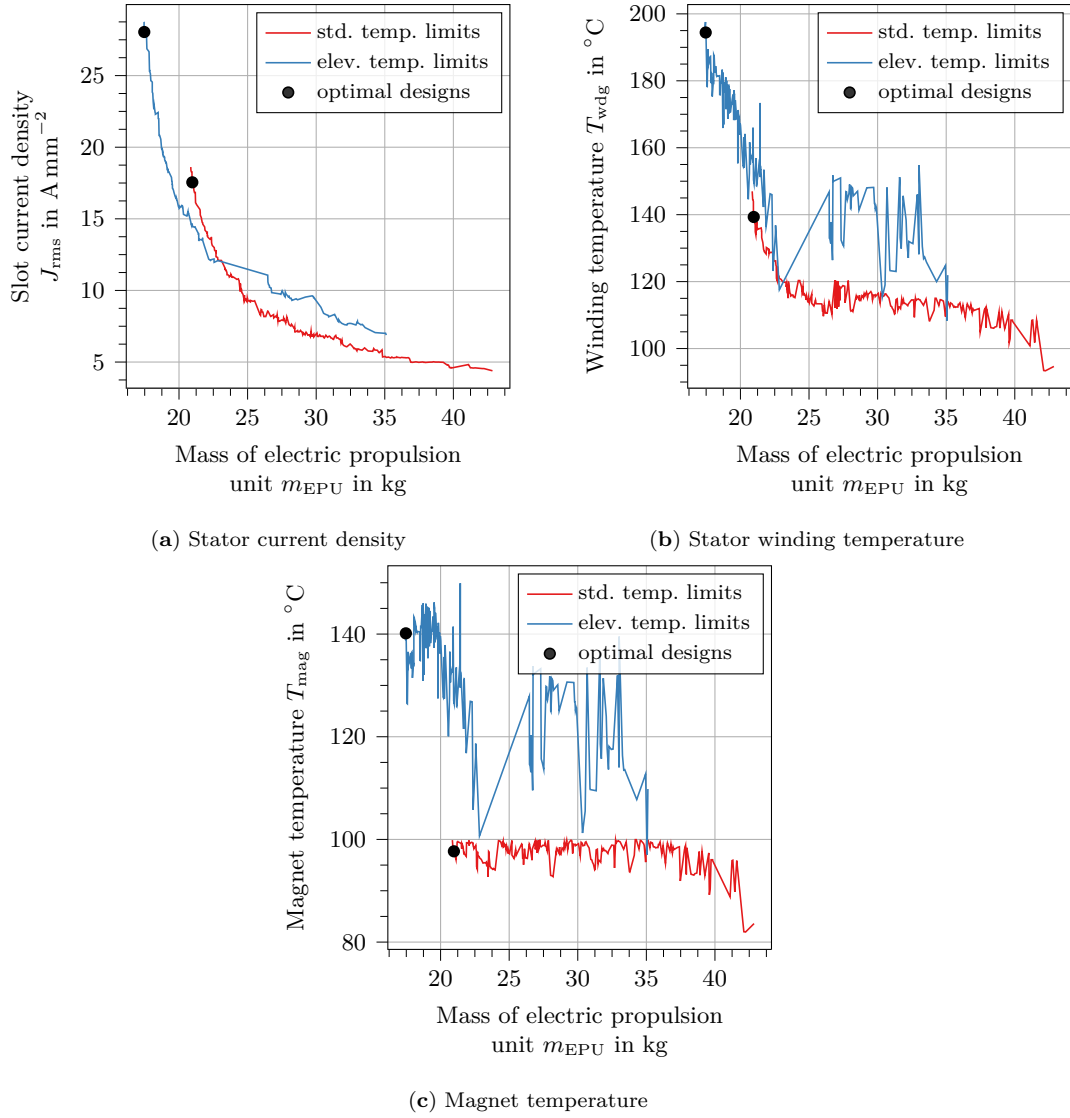 std. temp. limits
elev. temp. limits
optimal designs
25
20
15
10
5
20 25 30 35 40
Slot current density
J_rms in A mm⁻²
Mass of electric propulsion
unit m_EPU in kg
(a) Stator current density
std. temp. limits
elev. temp. limits
optimal designs
200
180
160
140
120
100
20 25 30 35 40
Winding temperature T_wdg in °C
Mass of electric propulsion
unit m_EPU in kg
(b) Stator winding temperature
std. temp. limits
elev. temp. limits
optimal designs
140
120
100
80
20 25 30 35 40
Magnet temperature T_mag in °C
Mass of electric propulsion
unit m_EPU in kg
(c) Magnet temperature